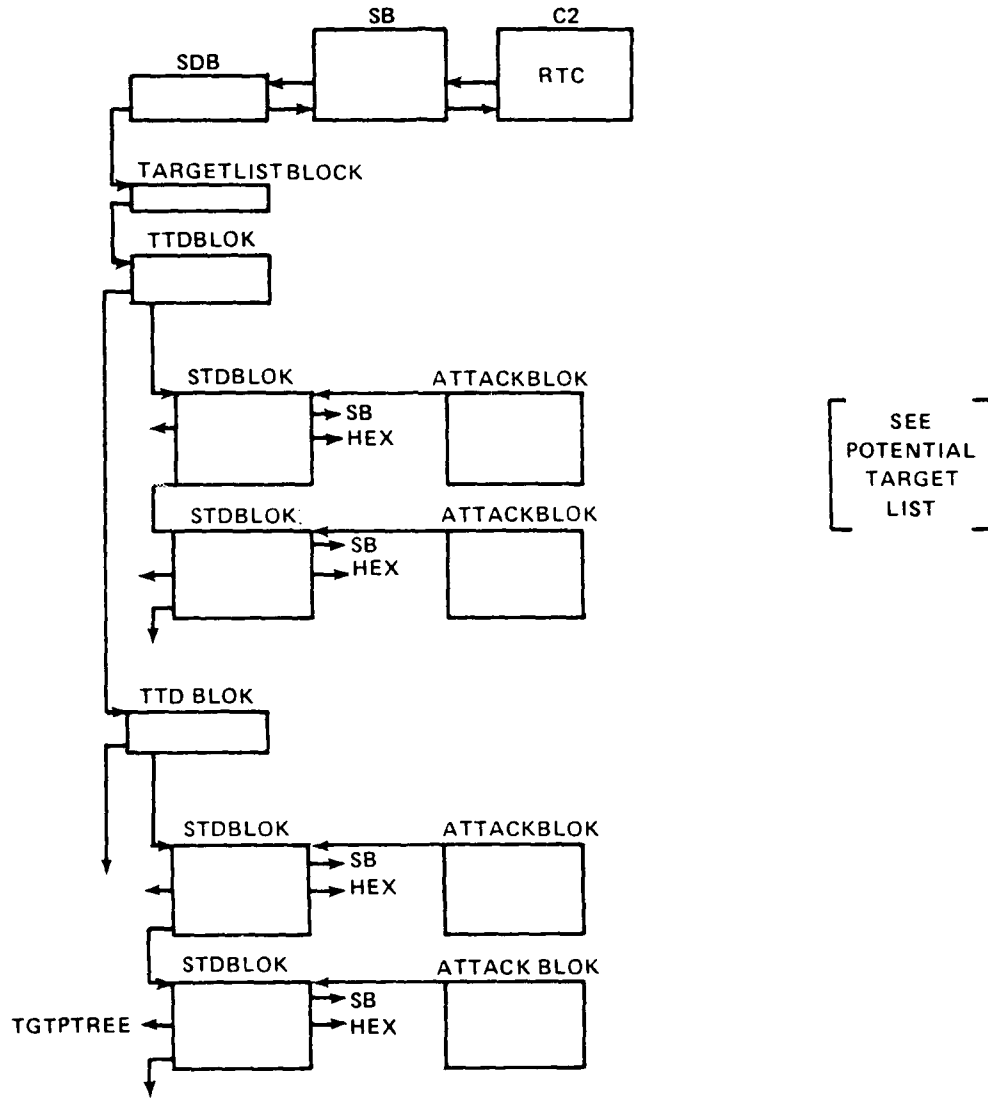 SB
C2
SDB
RTC
TARGETLISTBLOCK
TTDBLOK
STDBLOK
ATTACKBLOK
SB
HEX
SEE
POTENTIAL
TARGET
LIST
STDBLOK
ATTACKBLOK
SB
HEX
TTD BLOK
STDBLOK
ATTACKBLOK
SB
HEX
STDBLOK
ATTACK BLOK
SB
HEX
TGTPTREE